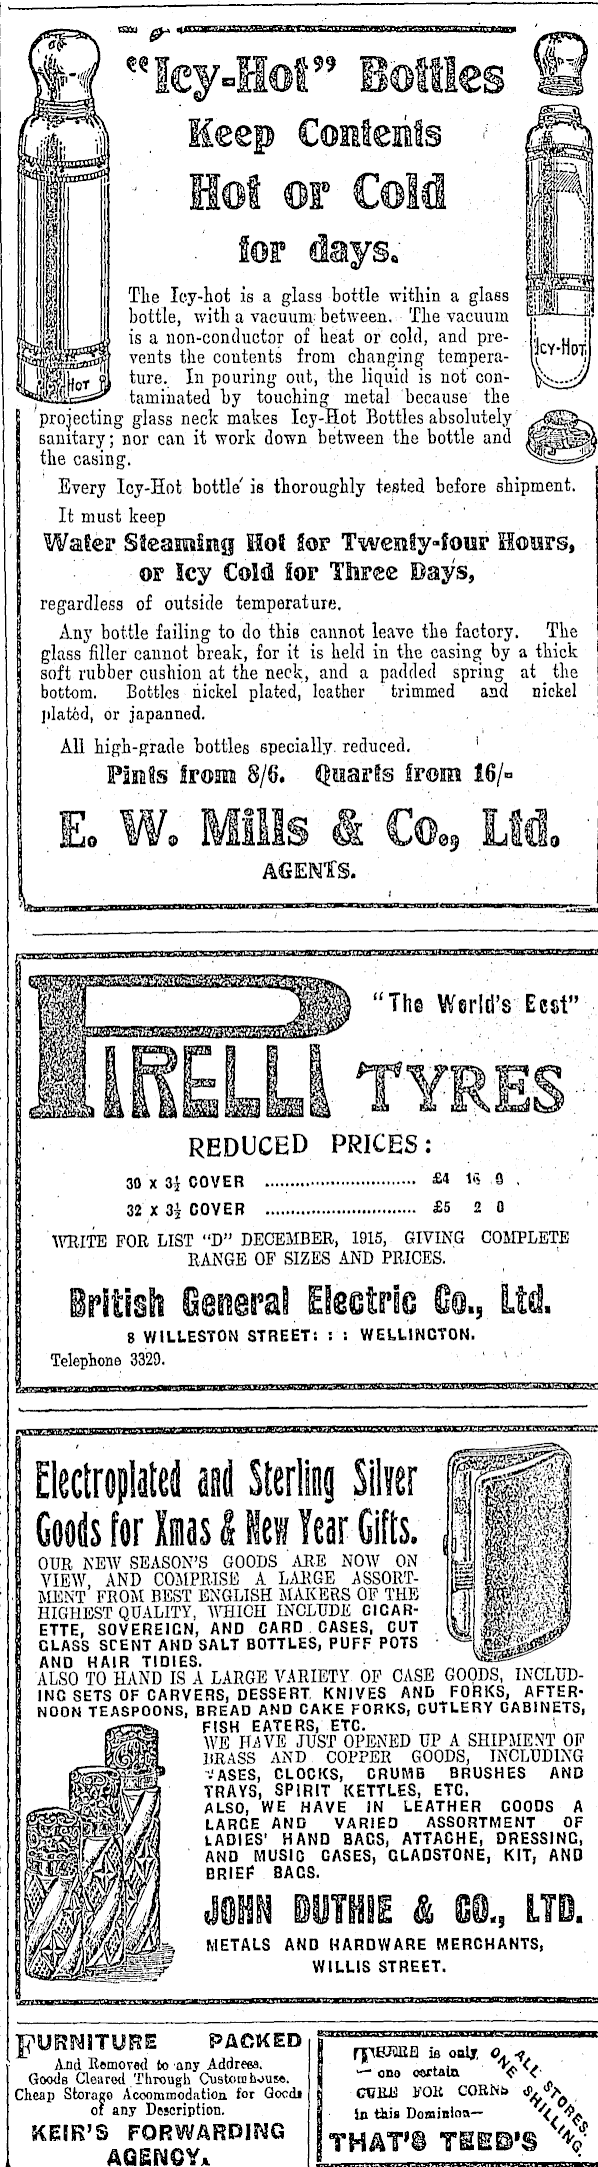 "Icy-Hot" Bottles
Keep Contents
Hot or Cold
for days.
The Icy-hot is a glass bottle within a glass
bottle, with a vacuum between. The vacuum
is a non-conductor of heat or cold, and pre-
vents the contents from changing tempera-
ture. In pouring out, the liquid is not con-
taminated by touching metal because the
projecting glass neck makes Icy-Hot Bottles absolutely
sanitary; nor can it work down between the bottle and
the casing.
HOT
ICY-HOT
Every Icy-Hot bottle is thoroughly tested before shipment.
It must keep
Water Steaming Hot for Twenty-four Hours,
or Icy Cold for Three Days,
regardless of outside temperature.
Any bottle failing to do this cannot leave the factory. The
glass filler cannot break, for it is held in the casing by a thick
soft rubber cushion at the neck, and a padded spring at the
bottom. Bottles nickel plated, leather trimmed and nickel
plated, or japanned.
All high-grade bottles specially reduced.
Pints from 8/6. Quarts from 16/-
E. W. Mills & Co., Ltd.
AGENTS.
PIRELLI TYRES
"The World's Best"
REDUCED PRICES:
30 x 3½ COVER ............................ £4 16 0
32 x 3½ COVER ............................ £5 2 0
WRITE FOR LIST "D" DECEMBER, 1915, GIVING COMPLETE
RANGE OF SIZES AND PRICES.
British General Electric Co., Ltd.
8 WILLESTON STREET: : : WELLINGTON.
Telephone 3329.
Electroplated and Sterling Silver
Goods for Xmas & New Year Gifts.
OUR NEW SEASON'S GOODS ARE NOW ON
VIEW, AND COMPRISE A LARGE ASSORT-
MENT FROM BEST ENGLISH MAKERS OF THE
HIGHEST QUALITY, WHICH INCLUDE CIGAR-
ETTE, SOVEREIGN, AND CARD CASES, CUT
GLASS SCENT AND SALT BOTTLES, PUFF POTS
AND HAIR TIDIES.
ALSO TO HAND IS A LARGE VARIETY OF CASE GOODS, INCLUD-
ING SETS OF CARVERS, DESSERT KNIVES AND FORKS, AFTER-
NOON TEASPOONS, BREAD AND CAKE FORKS, CUTLERY CABINETS,
FISH EATERS, ETC.
WE HAVE JUST OPENED UP A SHIPMENT OF
BRASS AND COPPER GOODS, INCLUDING
VASES, CLOCKS, CRUMB BRUSHES AND
TRAYS, SPIRIT KETTLES, ETC.
ALSO, WE HAVE IN LEATHER GOODS A
LARGE AND VARIED ASSORTMENT OF
LADIES' HAND BAGS, ATTACHE, DRESSING,
AND MUSIC CASES, GLADSTONE, KIT, AND
BRIEF BAGS.
JOHN DUTHIE & CO., LTD.
METALS AND HARDWARE MERCHANTS,
WILLIS STREET.
FURNITURE PACKED
And Removed to any Address.
Goods Cleared Through Customhouse.
Cheap Storage Accommodation for Goods
of any Description.
KEIR'S FORWARDING
AGENCY.
THERE is only
— one certain
CURE FOR CORNS
in this Dominion—
THAT'S TEED'S
ALL STORES.
ONE SHILLING.